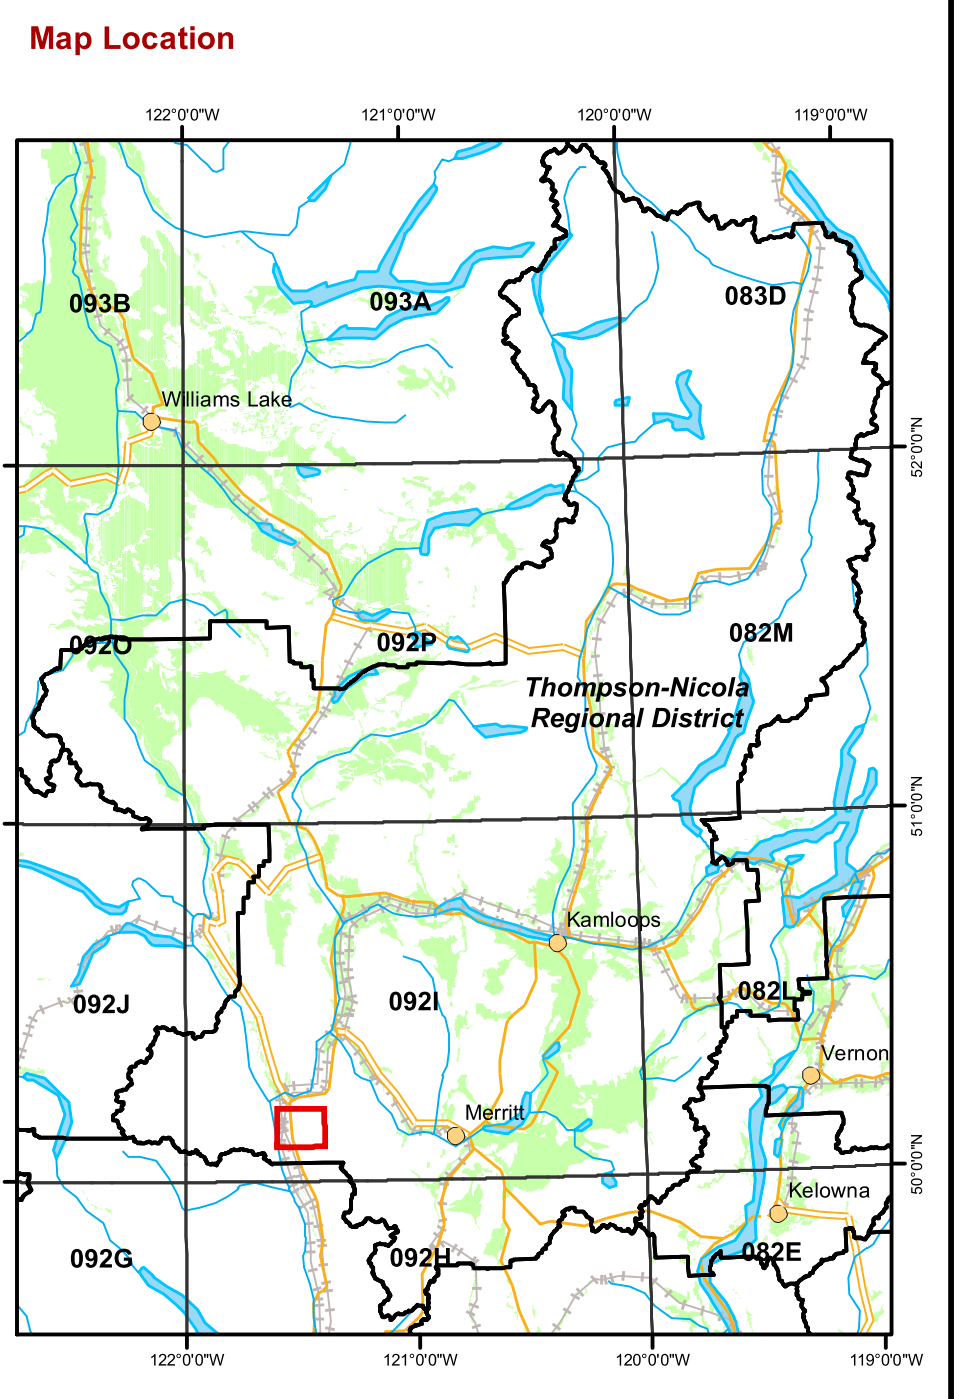 Map Location
122°0'0"W
121°0'0"W
120°0'0"W
119°0'0"W
093B
093A
083D
Williams Lake
52°0'0"N
092O
092P
082M
Thompson-Nicola
Regional District
51°0'0"N
Kamloops
092J
092I
082L
Vernon
Merritt
50°0'0"N
Kelowna
092G
092H
082E
122°0'0"W
121°0'0"W
120°0'0"W
119°0'0"W